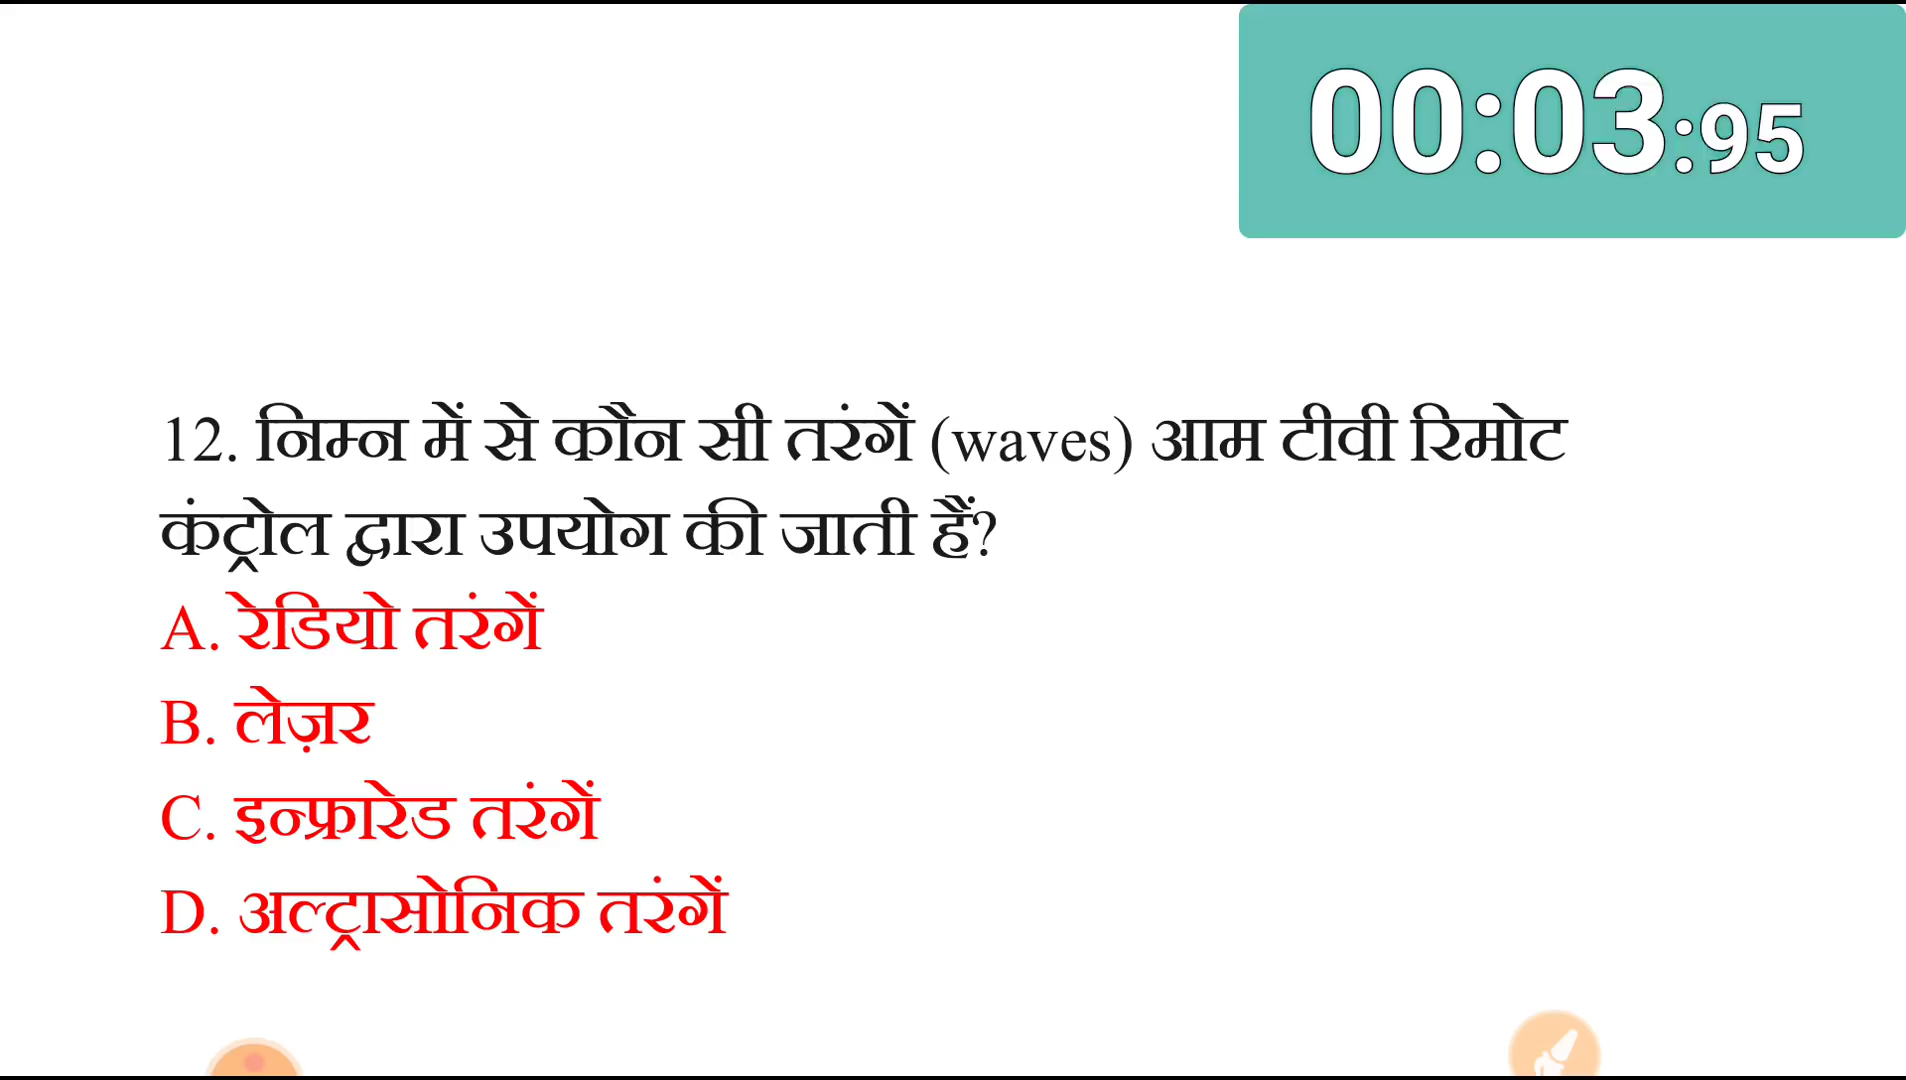 00:03:95
12. निम्न में से कौन सी तरंगें (waves) आम टीवी रिमोट
कंट्रोल द्वारा उपयोग की जाती हैं?
A. रेडियो तरंगें
B. लेज़र
C. इन्फ्रारेड तरंगें
D. अल्ट्रासोनिक तरंगें